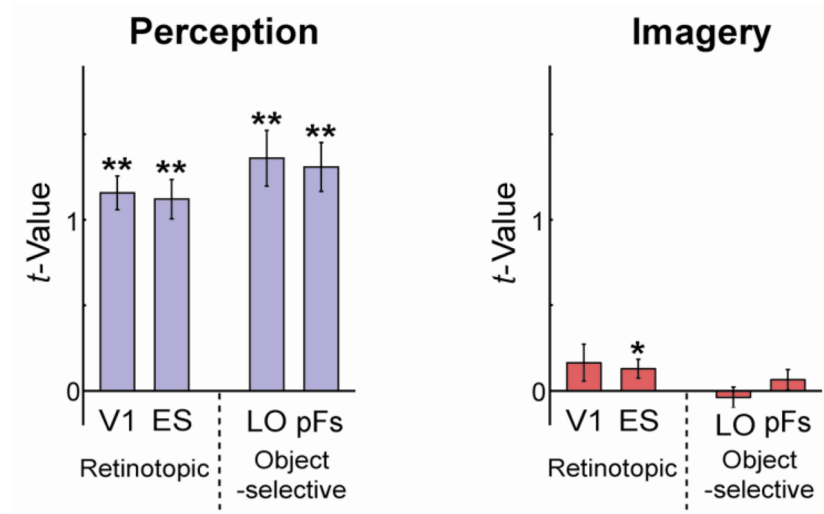 Perception
t-Value
1
0
** ** ** **
V1 ES LO pFs
Retinotopic
Object
-selective
Imagery
t-Value
1
0
*
V1 ES LO pFs
Retinotopic
Object
-selective